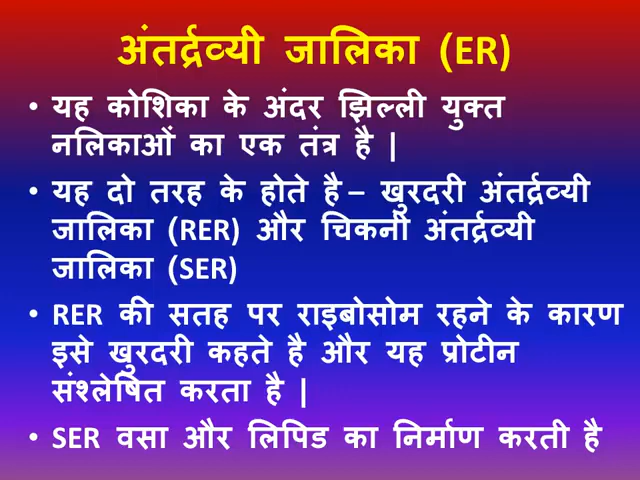 अंतर्द्रव्यी जालिका (ER)
• यह कोशिका के अंदर झिल्ली युक्त
नलिकाओं का एक तंत्र है |
• यह दो तरह के होते है – खुरदरी अंतर्द्रव्यी
जालिका (RER) और चिकनी अंतर्द्रव्यी
जालिका (SER)
• RER की सतह पर राइबोसोम रहने के कारण
इसे खुरदरी कहते है और यह प्रोटीन
संश्लेषित करता है |
• SER वसा और लिपिड का निर्माण करती है